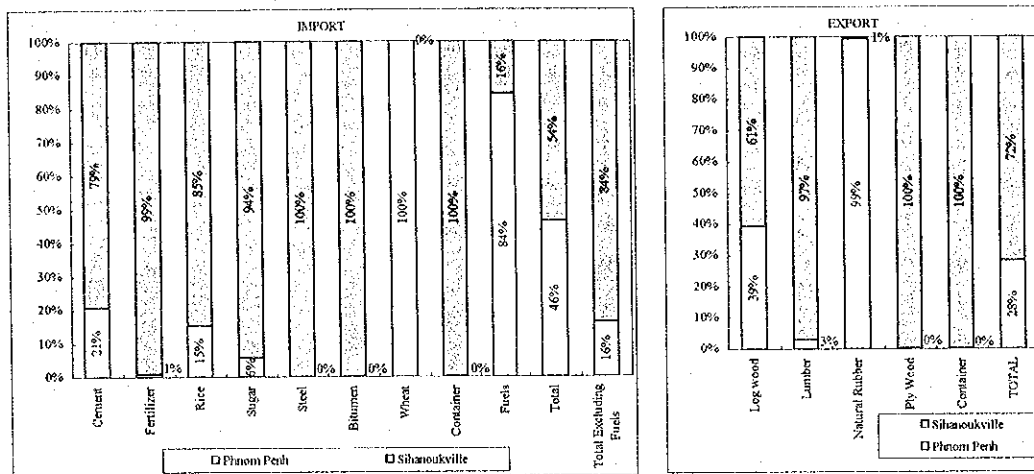 IMPORT
100%
90%
80%
70%
60%
50%
40%
30%
20%
10%
0%
79%
21%
99%
1%
85%
15%
94%
6%
100%
0%
100%
0%
0%
100%
100%
0%
16%
84%
54%
46%
84%
16%
Cement
Fertilizer
Rice
Sugar
Steel
Bitumen
Wheat
Container
Fuels
Total
Total Excluding
Fuels
Phnom Penh
Sihanoukville
EXPORT
100%
90%
80%
70%
60%
50%
40%
30%
20%
10%
0%
61%
39%
97%
3%
1%
99%
100%
0%
100%
0%
72%
28%
Log wood
Lumber
Natural Rubber
Ply Wood
Container
TOTAL
Sihanoukville
Phnom Penh